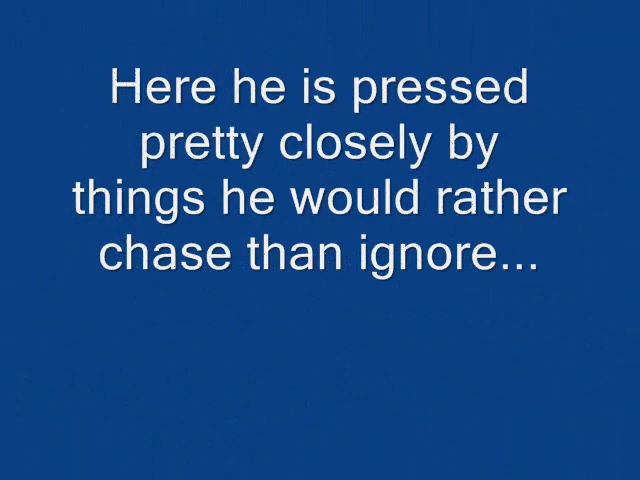 Here he is pressed
pretty closely by
things he would rather
chase than ignore...